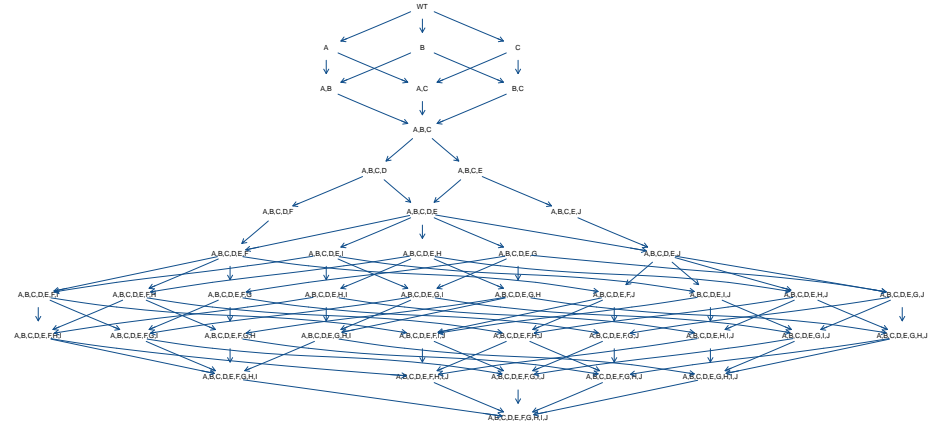 WT
A B C
A,B A,C B,C
A,B,C
A,B,C,D A,B,C,E
A,B,C,D,F A,B,C,D,E A,B,C,E,J
A,B,C,D,E,F A,B,C,D,E,I A,B,C,D,E,H A,B,C,D,E,G A,B,C,D,E,J
A,B,C,D,E,F,I A,B,C,D,E,F,H A,B,C,D,E,F,G A,B,C,D,E,H,I A,B,C,D,E,G,I A,B,C,D,E,G,H A,B,C,D,E,F,J A,B,C,D,E,I,J A,B,C,D,E,H,J A,B,C,D,E,G,J
A,B,C,D,E,F,H,I A,B,C,D,E,F,G,I A,B,C,D,E,F,G,H A,B,C,D,E,G,H,I A,B,C,D,E,F,I,J A,B,C,D,E,F,H,J A,B,C,D,E,F,G,J A,B,C,D,E,H,I,J A,B,C,D,E,G,I,J A,B,C,D,E,G,H,J
A,B,C,D,E,F,G,H,I A,B,C,D,E,F,H,I,J A,B,C,D,E,F,G,I,J A,B,C,D,E,F,G,H,J A,B,C,D,E,G,H,I,J
A,B,C,D,E,F,G,H,I,J